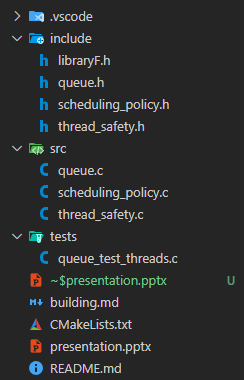 .vscode
include
libraryF.h
queue.h
scheduling_policy.h
thread_safety.h
src
queue.c
scheduling_policy.c
thread_safety.c
tests
queue_test_threads.c
~$presentation.pptx U
building.md
CMakeLists.txt
presentation.pptx
README.md